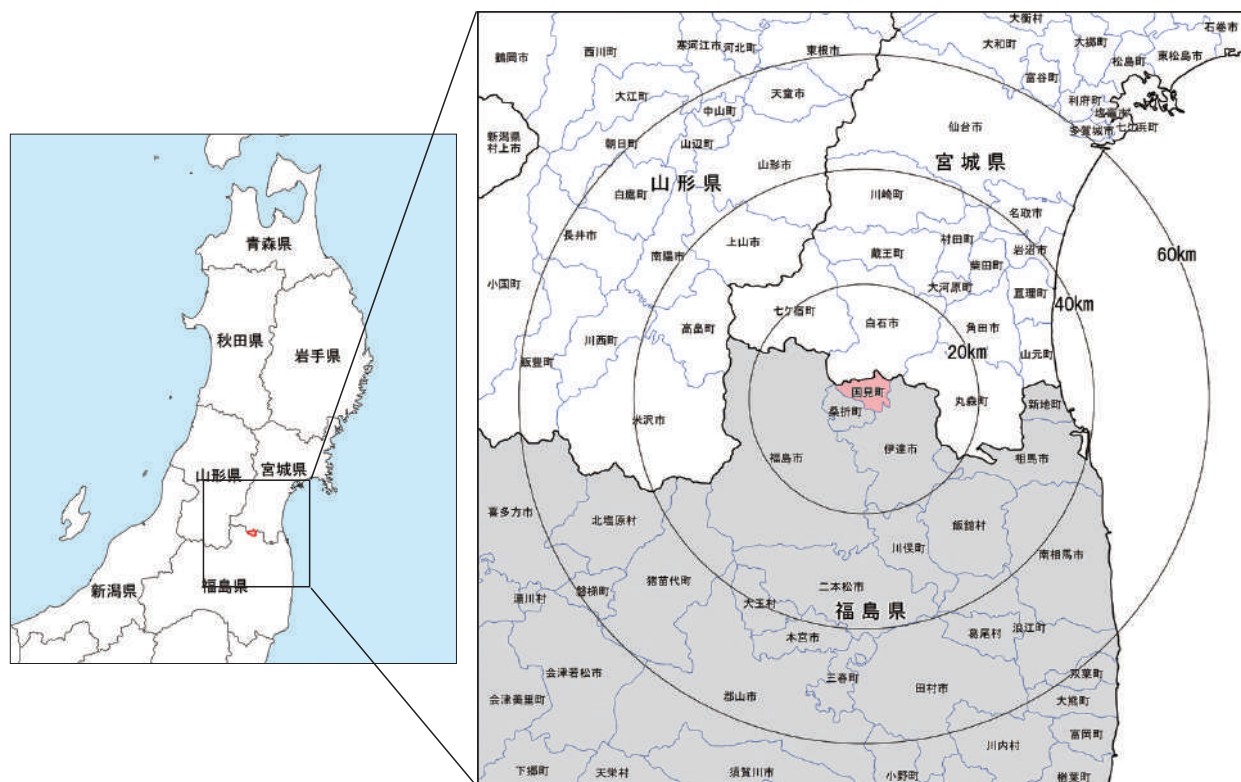 青森県
秋田県
岩手県
山形県
宮城県
新潟県
福島県
大衡村
石巻市
鶴岡市
西川町
寒河江市
河北町
東根市
大和町
大郷町
松島町
東松島市
富谷町
大江町
天童市
中山町
利府町
塩竈市
七ケ浜町
多賀城市
仙台市
新潟県
村上市
朝日町
山辺町
山形市
宮城県
山形県
白鷹町
川崎町
名取市
長井市
南陽市
上山市
村田町
岩沼市
蔵王町
柴田町
60km
小国町
大河原町
亘理町
40km
七ケ宿町
白石市
高畠町
角田市
川西町
20km
山元町
飯豊町
国見町
丸森町
新地町
桑折町
米沢市
伊達市
福島市
相馬市
喜多方市
北塩原村
飯舘村
川俣町
南相馬市
猪苗代町
二本松市
磐梯町
湯川村
大玉村
福島県
浪江町
葛尾村
本宮市
会津若松市
三春町
双葉町
郡山市
田村市
会津美里町
大熊町
富岡町
川内村
下郷町
天栄村
須賀川市
小野町
楢葉町